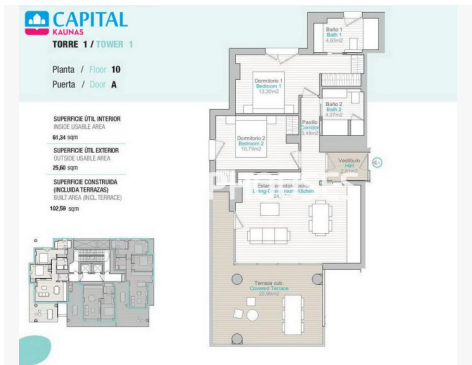 CAPITAL
KAUNAS
TORRE 1 / TOWER 1
Planta / Floor 10
Puerta / Door A
SUPERFICIE ÚTIL INTERIOR
INSIDE USABLE AREA
61,34 sqm
SUPERFICIE ÚTIL EXTERIOR
OUTSIDE USABLE AREA
25,60 sqm
SUPERFICIE CONSTRUIDA
(INCLUIDA TERRAZAS)
BUILT AREA (INCL. TERRACE)
102,59 sqm
Baño 1
Bath 1
Dormitorio 1
Bedroom 1
Baño 2
Bath 2
Pasillo
Corridor
Dormitorio 2
Bedroom 2
Vestíbulo
Terraza cub.
Covered Terrace